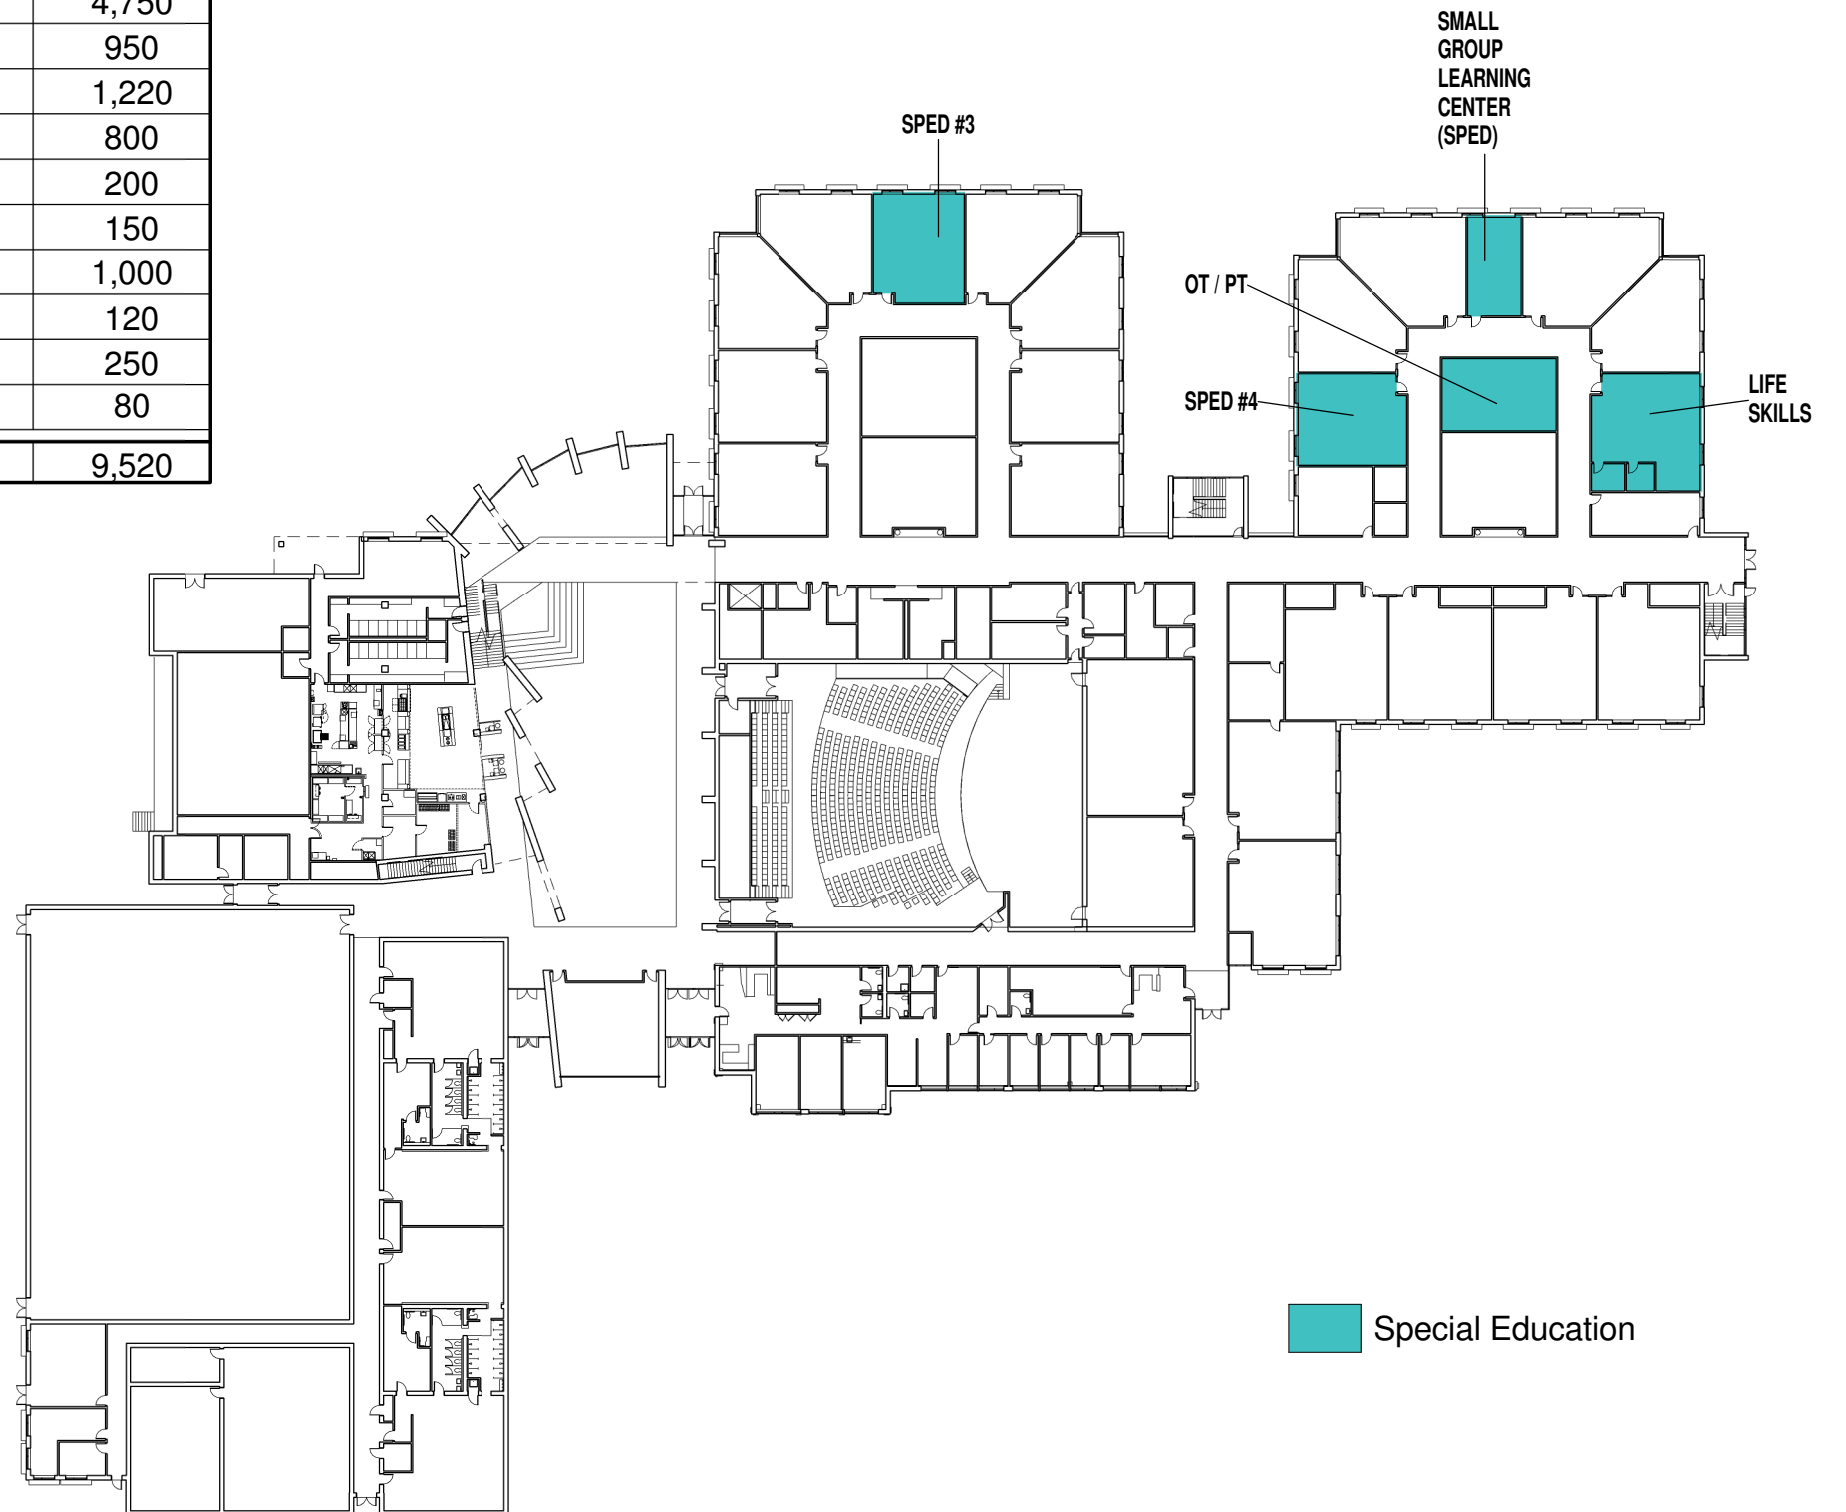 4,750
950
1,220
800
200
150
1,000
120
250
80
9,520
SMALL
GROUP
LEARNING
CENTER
(SPED)
SPED #3
OT / PT
SPED #4
LIFE
SKILLS
Special Education